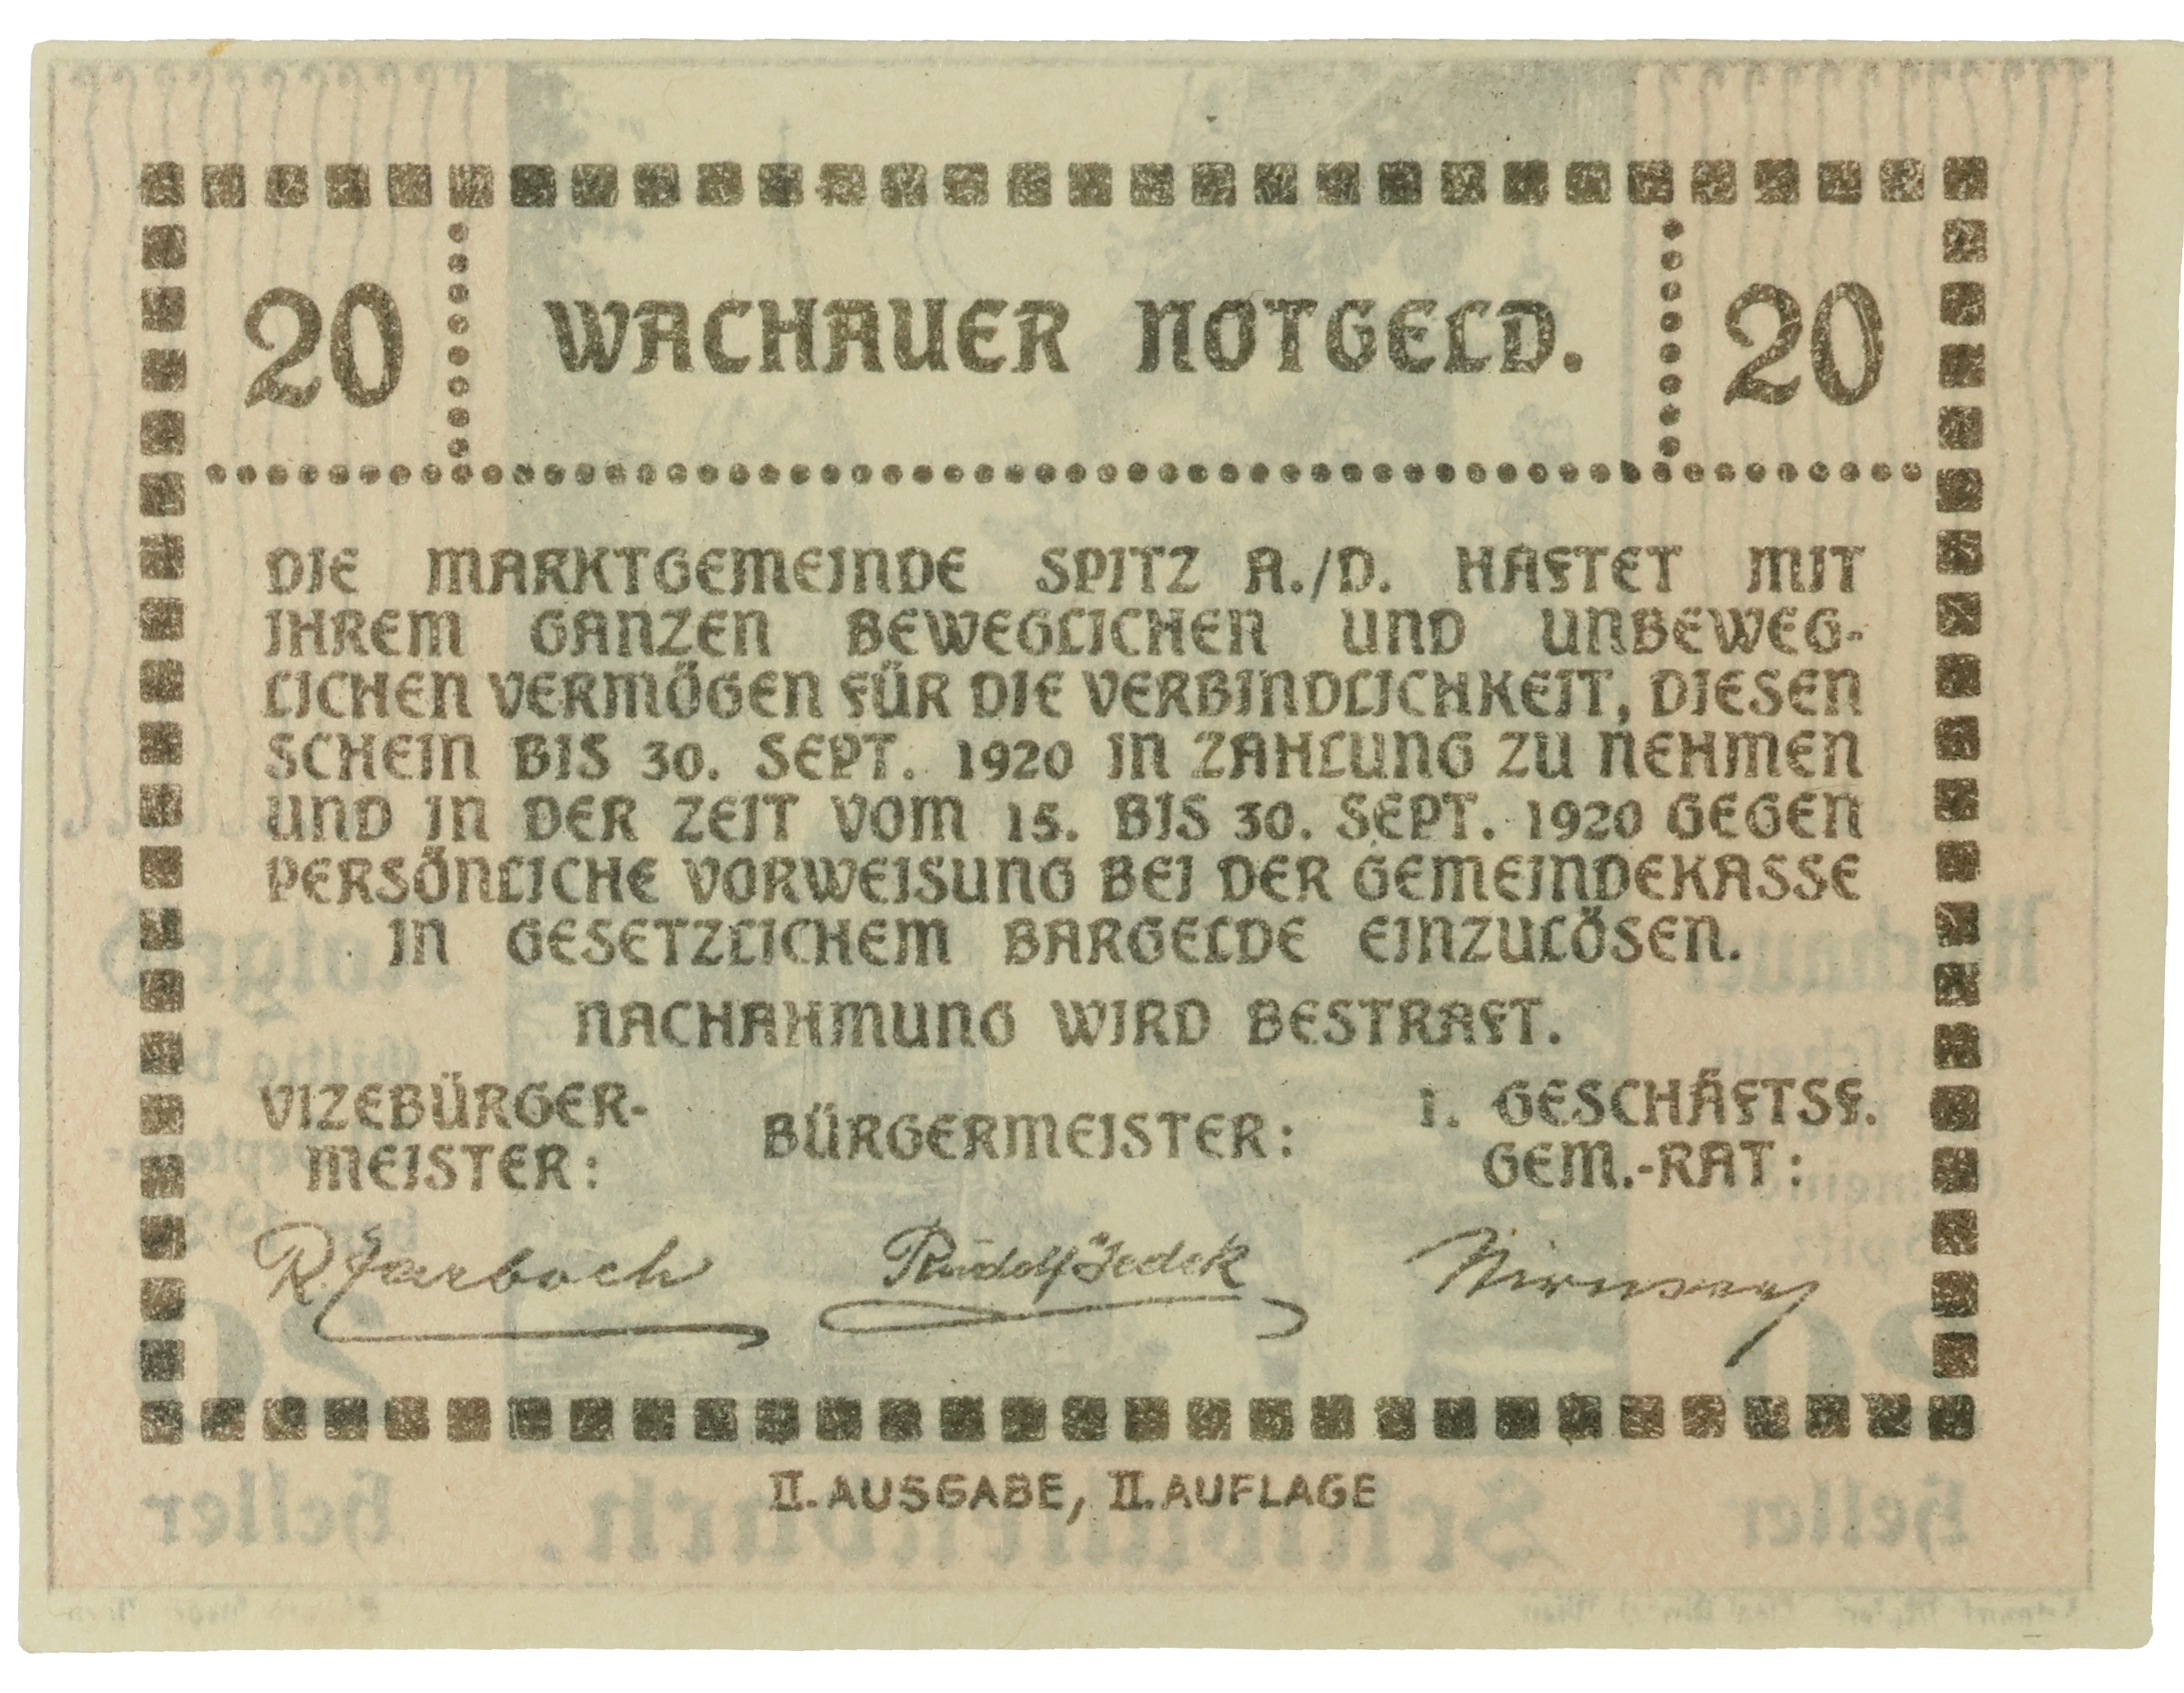 20 WACHAUER NOTGELD. 20
DIE MARKTGEMEINDE SPITZ A./D. HAFTET MIT
IHREM GANZEN BEWEGLICHEN UND UNBEWEG-
LICHEN VERMÖGEN FÜR DIE VERBINDLICHKEIT, DIESEN
SCHEIN BIS 30. SEPT. 1920 IN ZAHLUNG ZU NEHMEN
UND IN DER ZEIT VOM 15. BIS 30. SEPT. 1920 GEGEN
PERSÖNLICHE VORWEISUNG BEI DER GEMEINDEKASSE
IN GESETZLICHEM BARGELDE EINZULÖSEN.
NACHAHMUNG WIRD BESTRAFT.
VIZEBÜRGER-
MEISTER:
BÜRGERMEISTER:
1. GESCHÄFTSF.
GEM.-RAT:
Rudolf Jedek
II. AUSGABE, II. AUFLAGE
Heller
Heller